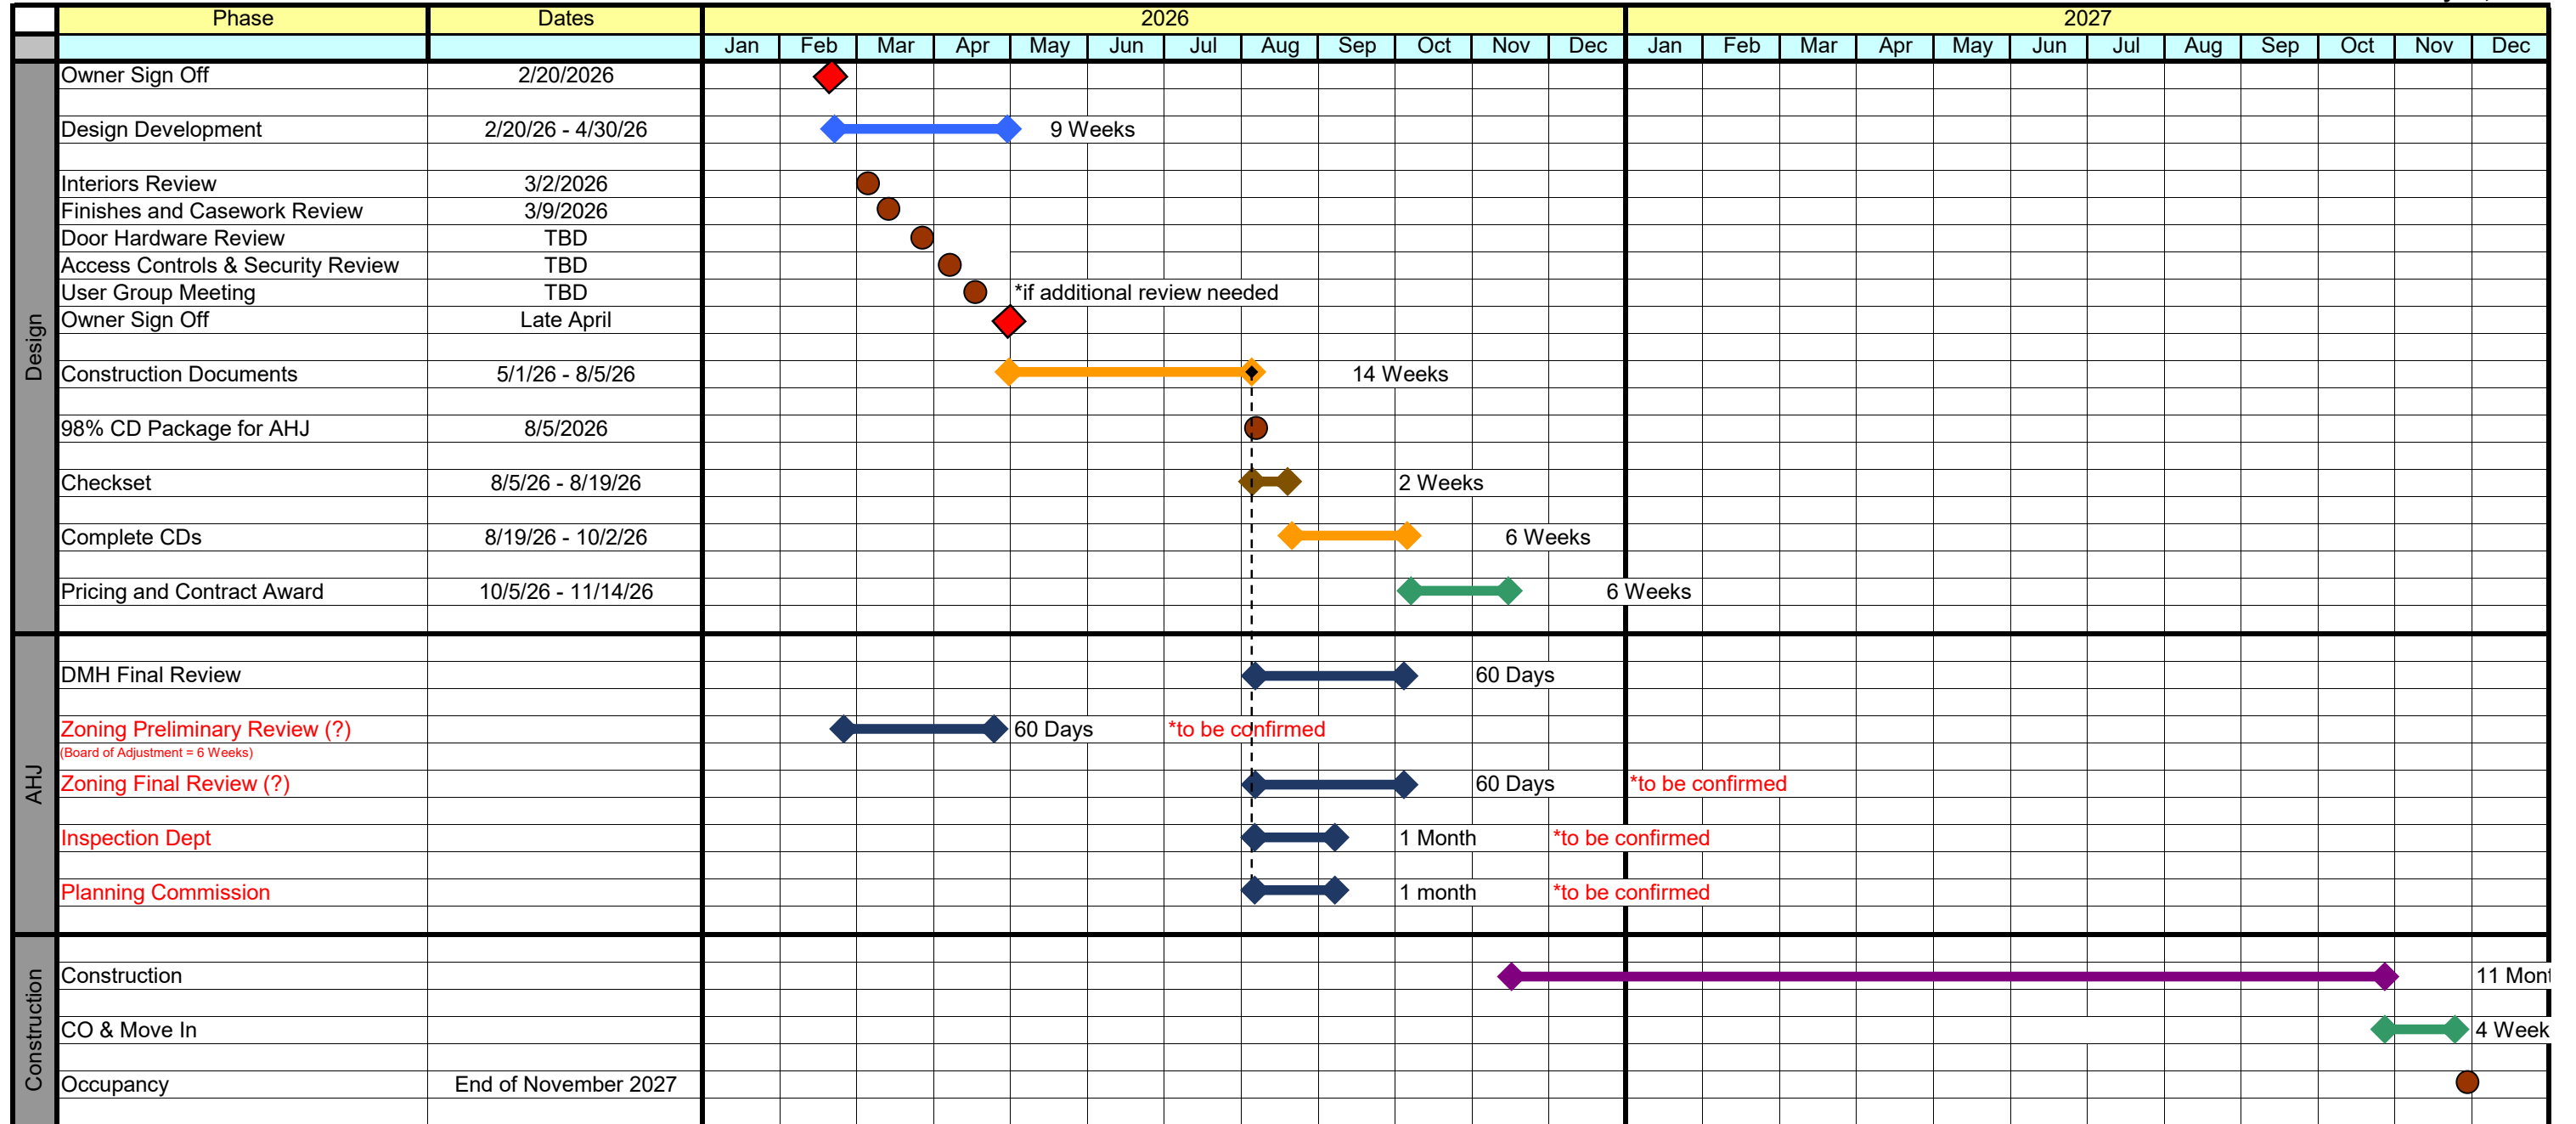 Phase Dates 2026 2027
Jan Feb Mar Apr May Jun Jul Aug Sep Oct Nov Dec Jan Feb Mar Apr May Jun Jul Aug Sep Oct Nov Dec
Design
Owner Sign Off 2/20/2026
Design Development 2/20/26 - 4/30/26 9 Weeks
Interiors Review 3/2/2026
Finishes and Casework Review 3/9/2026
Door Hardware Review TBD
Access Controls & Security Review TBD
User Group Meeting TBD *if additional review needed
Owner Sign Off Late April
Construction Documents 5/1/26 - 8/5/26 14 Weeks
98% CD Package for AHJ 8/5/2026
Checkset 8/5/26 - 8/19/26 2 Weeks
Complete CDs 8/19/26 - 10/2/26 6 Weeks
Pricing and Contract Award 10/5/26 - 11/14/26 6 Weeks
AHJ
DMH Final Review 60 Days
Zoning Preliminary Review (?) 60 Days *to be confirmed
(Board of Adjustment = 6 Weeks)
Zoning Final Review (?) 60 Days *to be confirmed
Inspection Dept 1 Month *to be confirmed
Planning Commission 1 month *to be confirmed
Construction
Construction 11 Mont
CO & Move In 4 Week
Occupancy End of November 2027